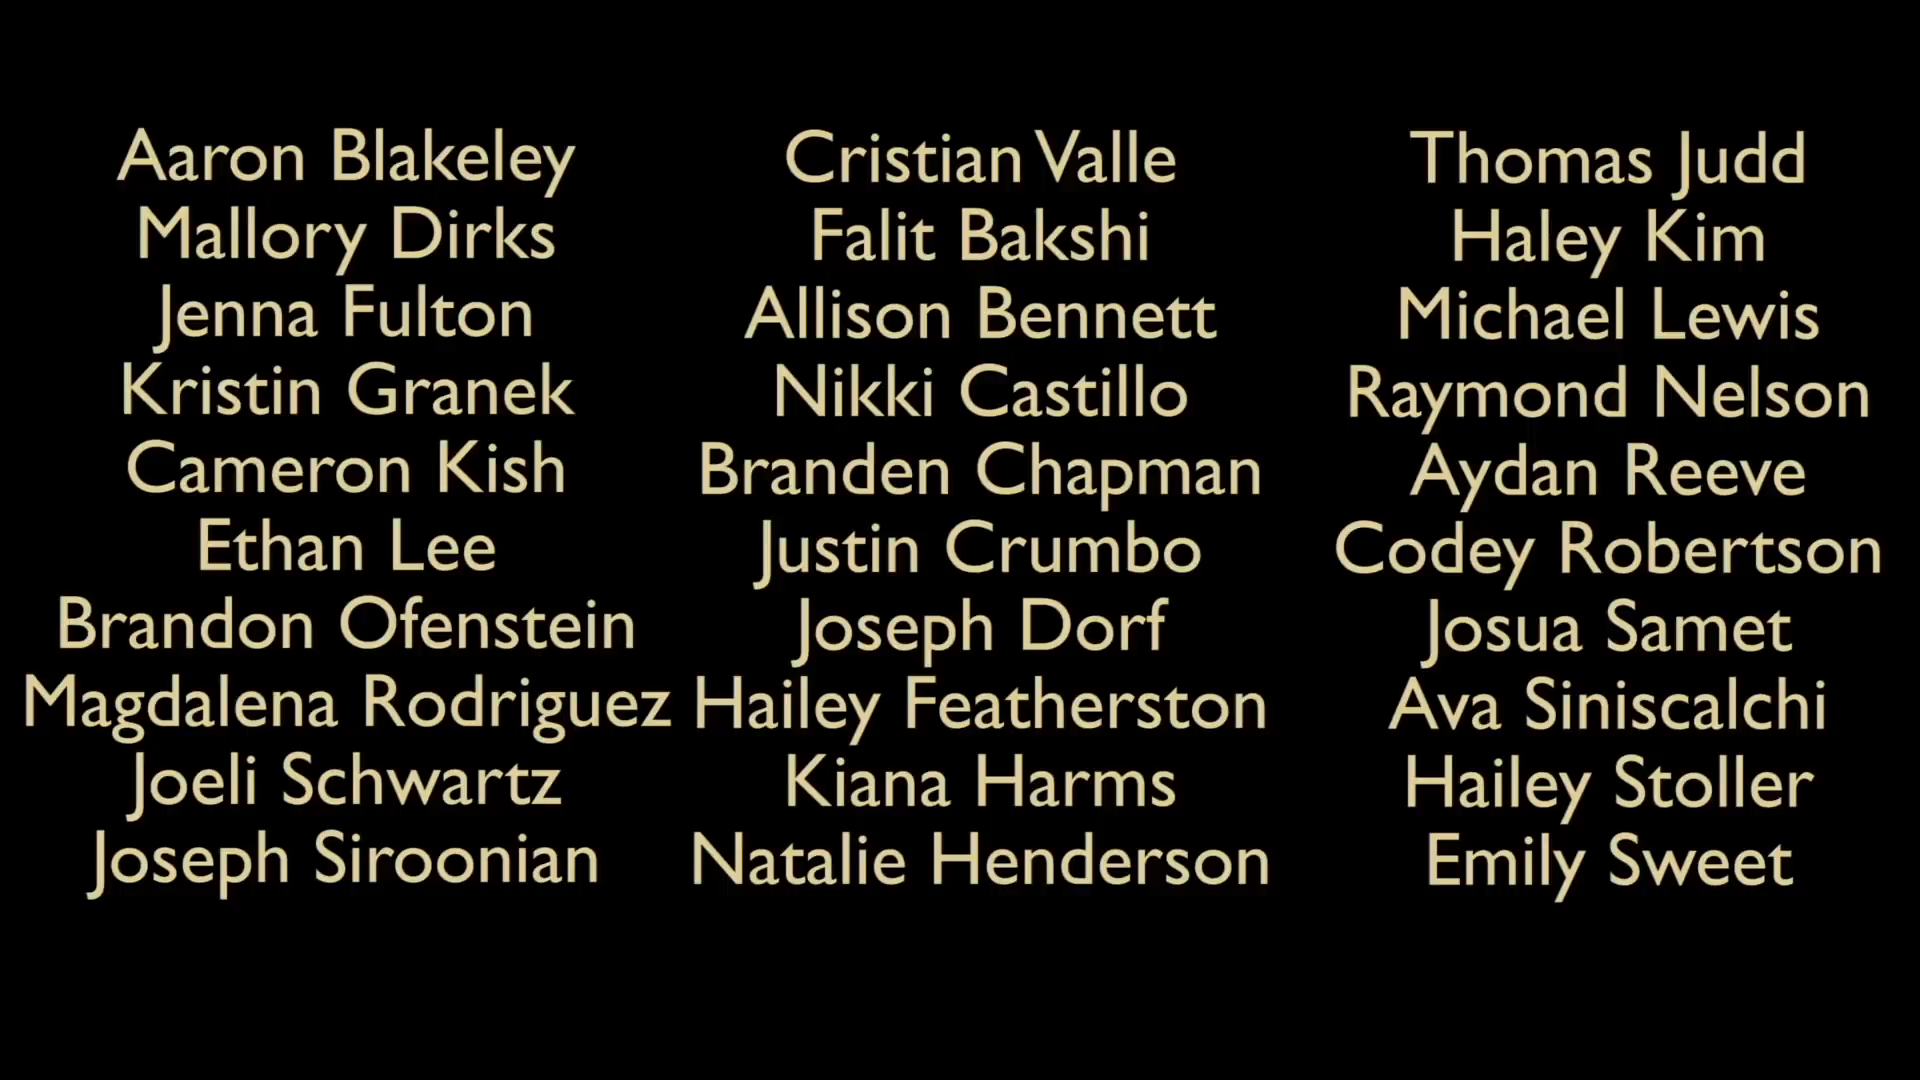 Aaron Blakeley
Mallory Dirks
Jenna Fulton
Kristin Granek
Cameron Kish
Ethan Lee
Brandon Ofenstein
Magdalena Rodriguez
Joeli Schwartz
Joseph Siroonian
Cristian Valle
Falit Bakshi
Allison Bennett
Nikki Castillo
Branden Chapman
Justin Crumbo
Joseph Dorf
Hailey Featherston
Kiana Harms
Natalie Henderson
Thomas Judd
Haley Kim
Michael Lewis
Raymond Nelson
Aydan Reeve
Codey Robertson
Josua Samet
Ava Siniscalchi
Hailey Stoller
Emily Sweet